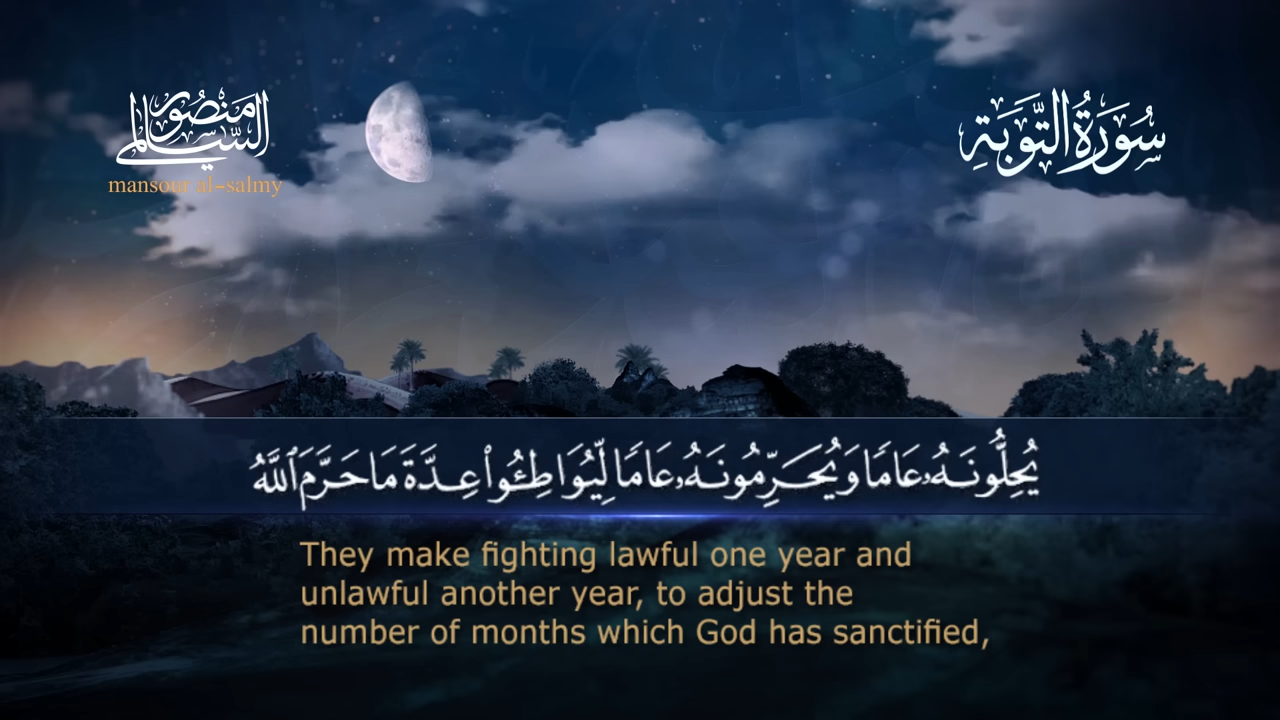 منصور
السالمي
mansour al-salmy
سُورَةُ التَّوْبَةِ
يُحِلُّونَهُۥ عَامًا وَيُحَرِّمُونَهُۥ عَامًا لِّيُوَاطِـُٔوا۟ عِدَّةَ مَا حَرَّمَ ٱللَّهُ
They make fighting lawful one year and
unlawful another year, to adjust the
number of months which God has sanctified,